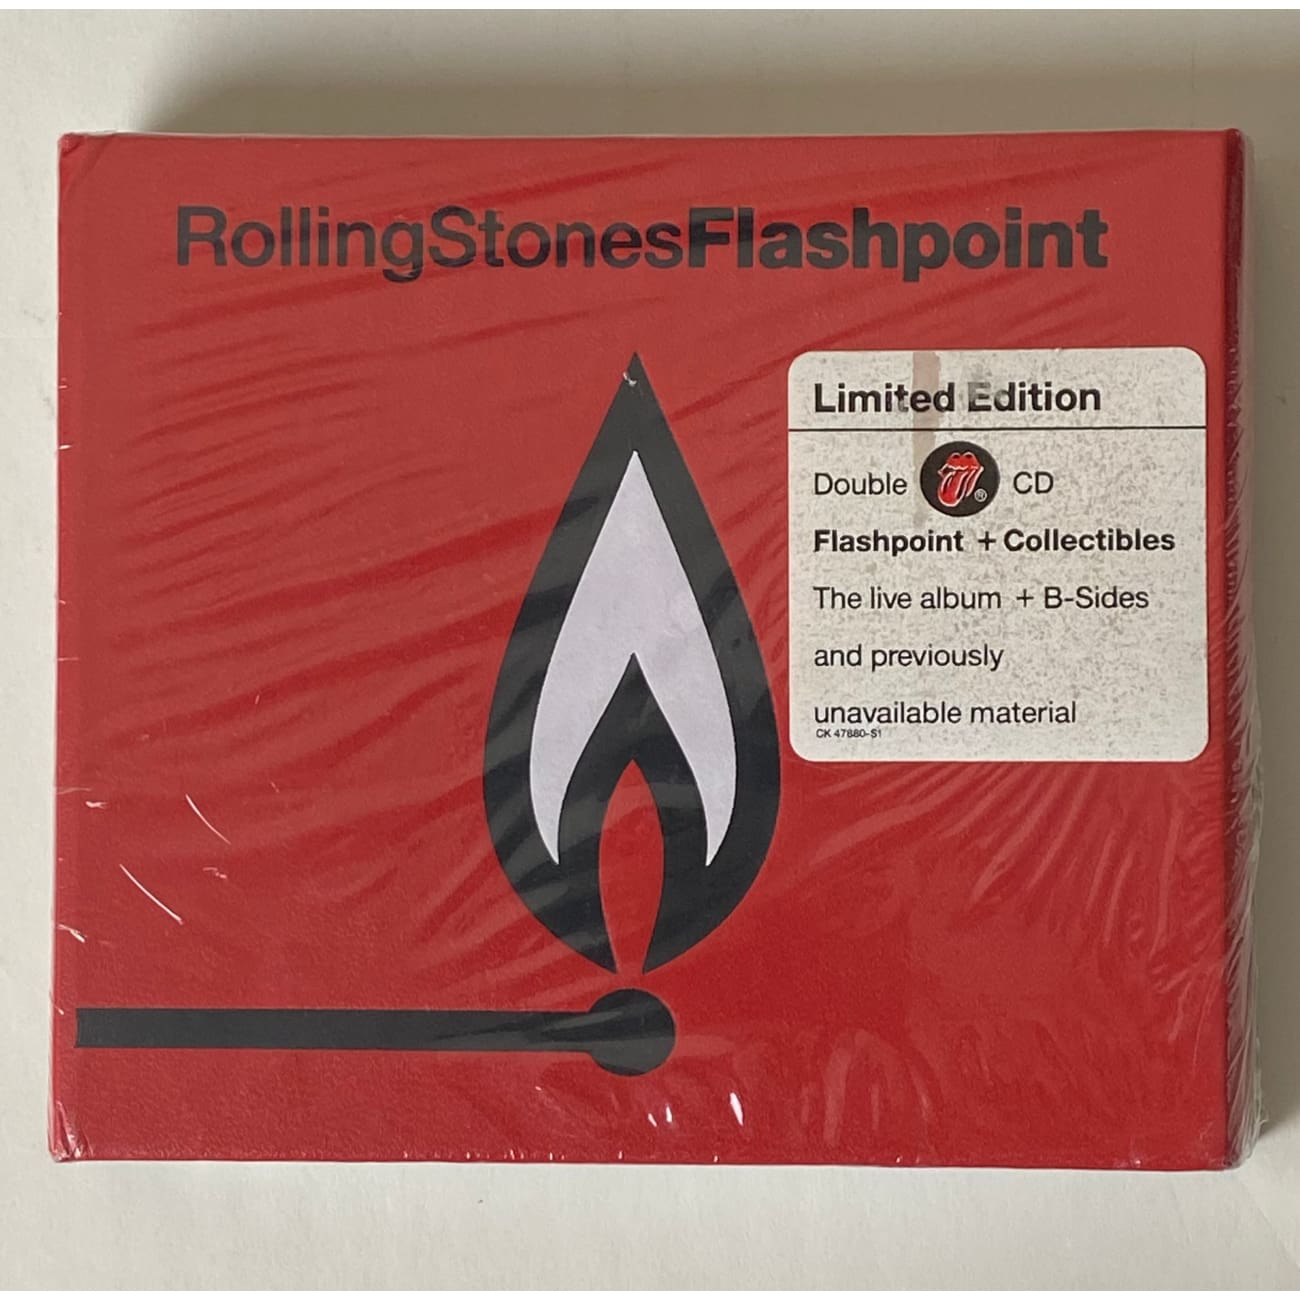 RollingStonesFlashpoint
Limited Edition
Double ® CD
Flashpoint + Collectibles
The live album + B-Sides
and previously
unavailable material
CK 47880-S1